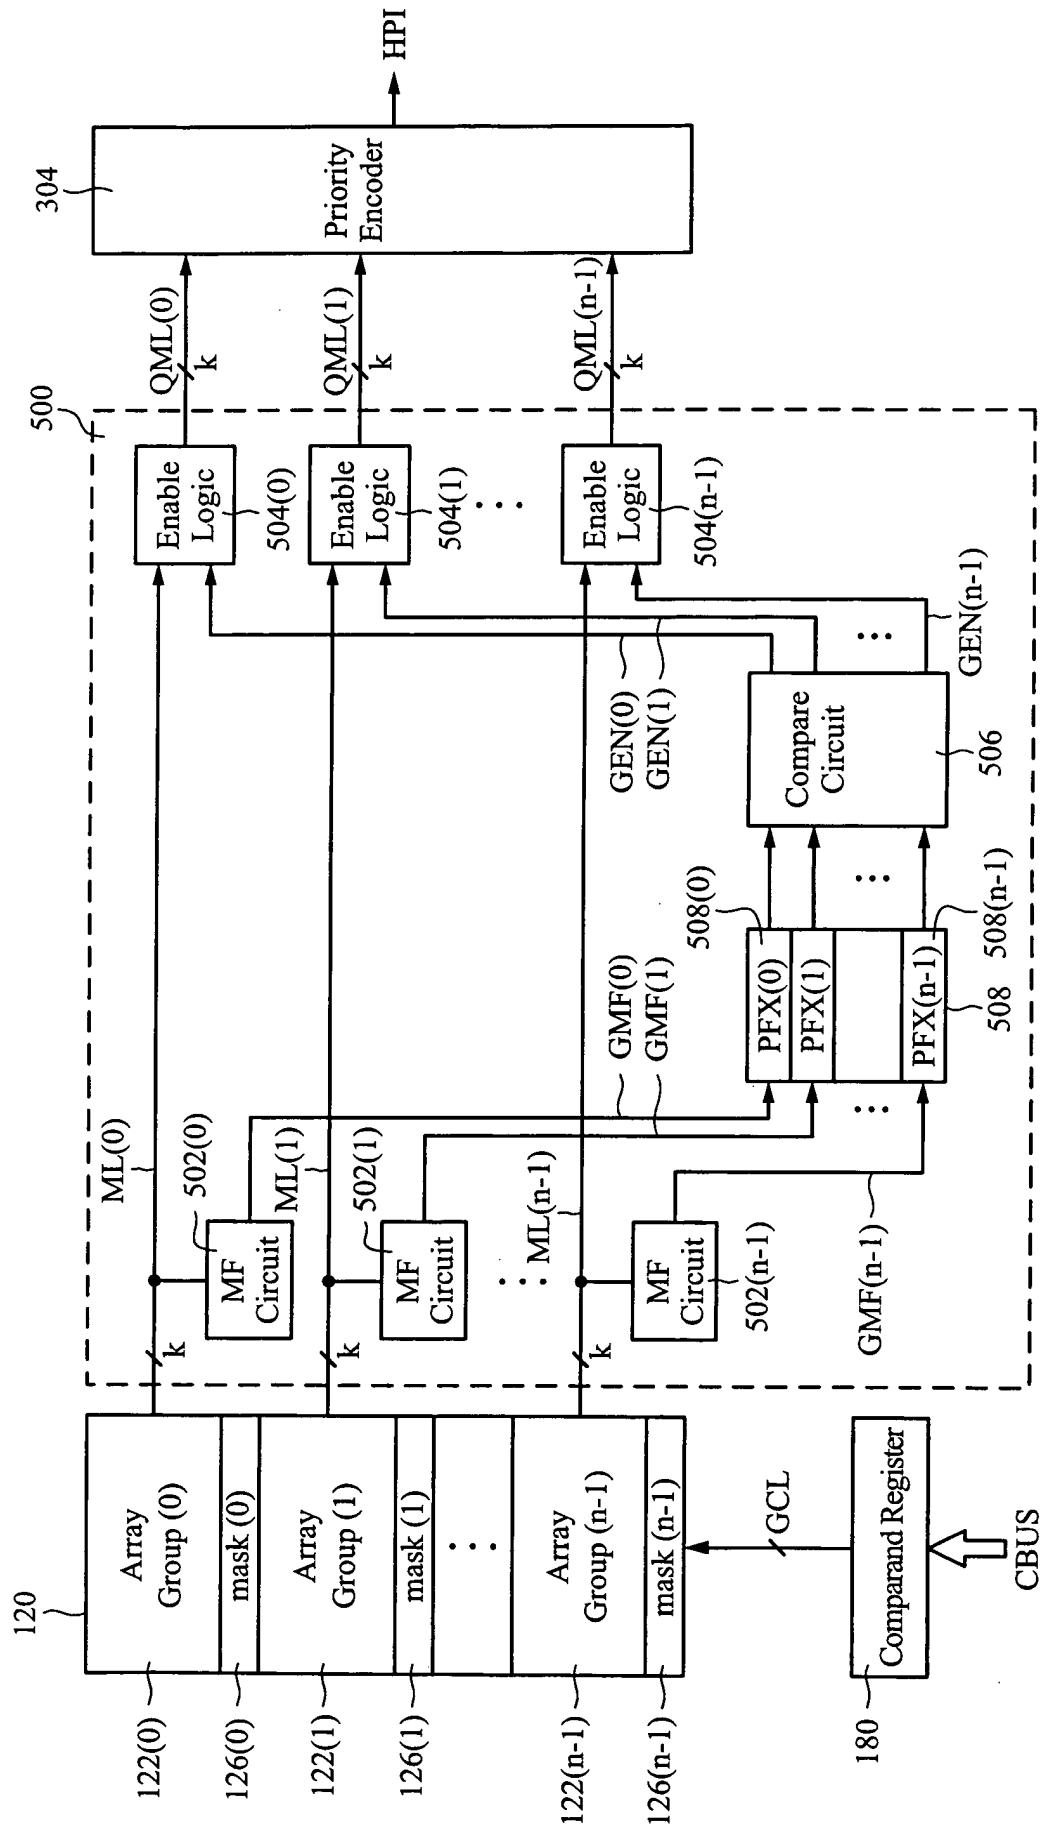 120
122(0)
126(0)
122(1)
126(1)
122(n-1)
126(n-1)
Array
Group (0)
mask (0)
Array
Group (1)
mask (1)
Array
Group (n-1)
mask (n-1)
GCL
180
Comparand Register
CBUS
500
k
ML(0)
502(0)
MF
Circuit
k
ML(1)
502(1)
MF
Circuit
k
ML(n-1)
MF
Circuit
502(n-1)
GMF(0)
GMF(1)
GMF(n-1)
PFX(0)
PFX(1)
PFX(n-1)
508(0)
508(n-1)
508
Compare
Circuit
506
GEN(0)
GEN(1)
GEN(n-1)
Enable
Logic
504(0)
Enable
Logic
504(1)
Enable
Logic
504(n-1)
QML(0)
k
QML(1)
k
QML(n-1)
k
304
Priority
Encoder
HPI